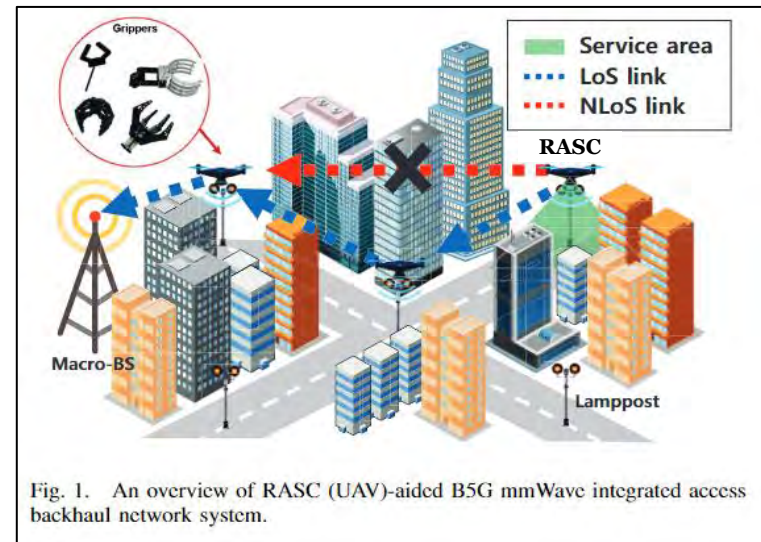 Grippers
Service area
LoS link
NLoS link
RASC
Macro-BS
Lamppost
Fig. 1. An overview of RASC (UAV)-aided B5G mmWave integrated access
backhaul network system.